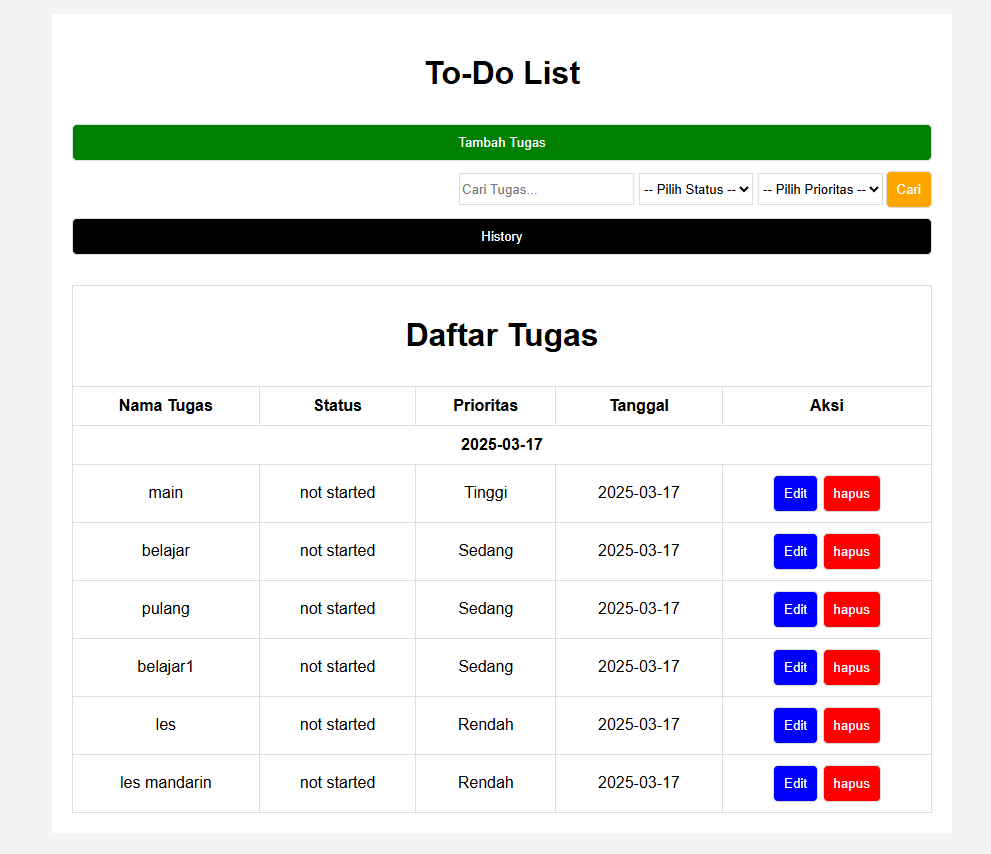 To-Do List
Tambah Tugas
Cari Tugas... -- Pilih Status -- -- Pilih Prioritas -- Cari
History
Daftar Tugas
Nama Tugas Status Prioritas Tanggal Aksi
2025-03-17
main not started Tinggi 2025-03-17 Edit hapus
belajar not started Sedang 2025-03-17 Edit hapus
pulang not started Sedang 2025-03-17 Edit hapus
belajar1 not started Sedang 2025-03-17 Edit hapus
les not started Rendah 2025-03-17 Edit hapus
les mandarin not started Rendah 2025-03-17 Edit hapus